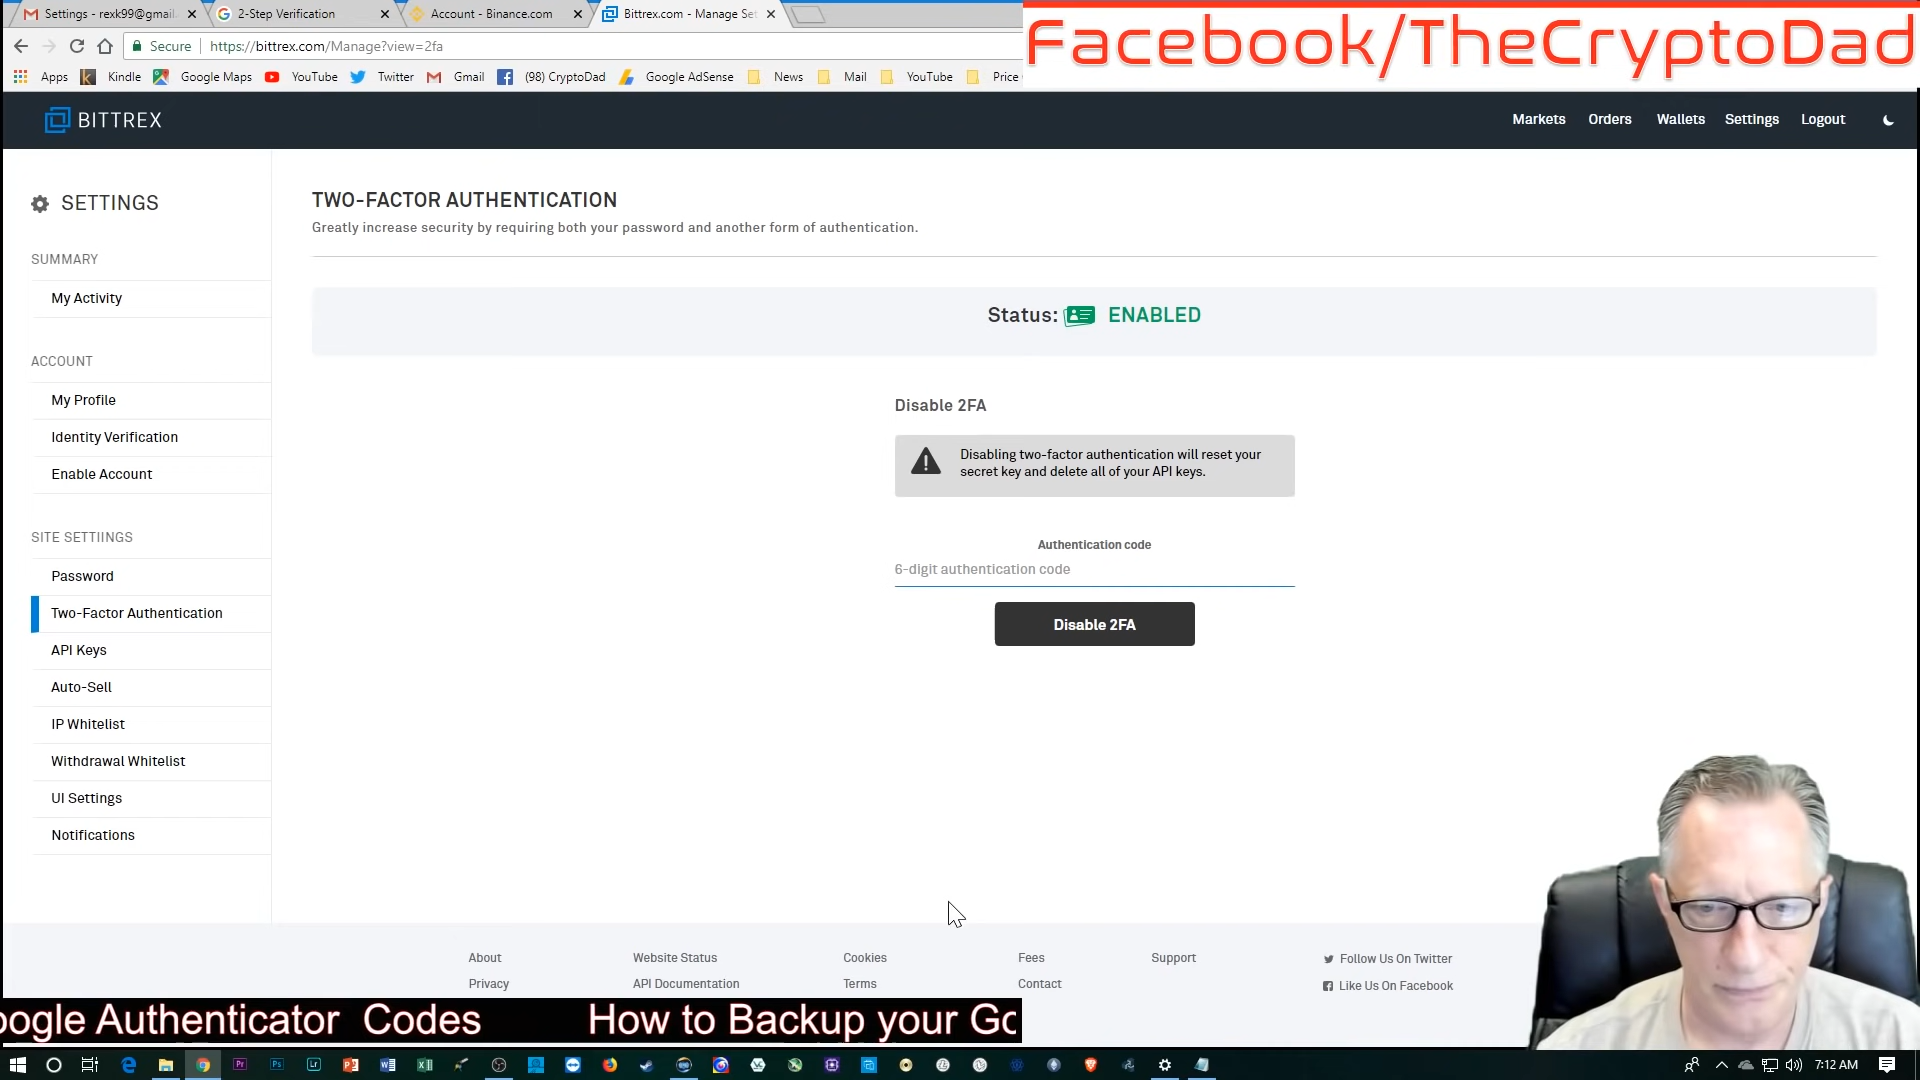 Settings - rexk99@gmail.
2-Step Verification
Account - Binance.com
Bittrex.com - Manage Set
Facebook/TheCryptoDad
Secure
https://bittrex.com/Manage?view=2fa
Apps
Kindle
Google Maps
YouTube
Twitter
Gmail
(98) CryptoDad
Google AdSense
News
Mail
YouTube
Price
BITTREX
Markets
Orders
Wallets
Settings
Logout
SETTINGS
SUMMARY
My Activity
ACCOUNT
My Profile
Identity Verification
Enable Account
SITE SETTIINGS
Password
Two-Factor Authentication
API Keys
Auto-Sell
IP Whitelist
Withdrawal Whitelist
UI Settings
Notifications
TWO-FACTOR AUTHENTICATION
Greatly increase security by requiring both your password and another form of authentication.
Status: ENABLED
Disable 2FA
Disabling two-factor authentication will reset your
secret key and delete all of your API keys.
Authentication code
6-digit authentication code
Disable 2FA
About
Website Status
Cookies
Fees
Support
Follow Us On Twitter
Privacy
API Documentation
Terms
Contact
Like Us On Facebook
oogle Authenticator Codes How to Backup your Go
7:12 AM